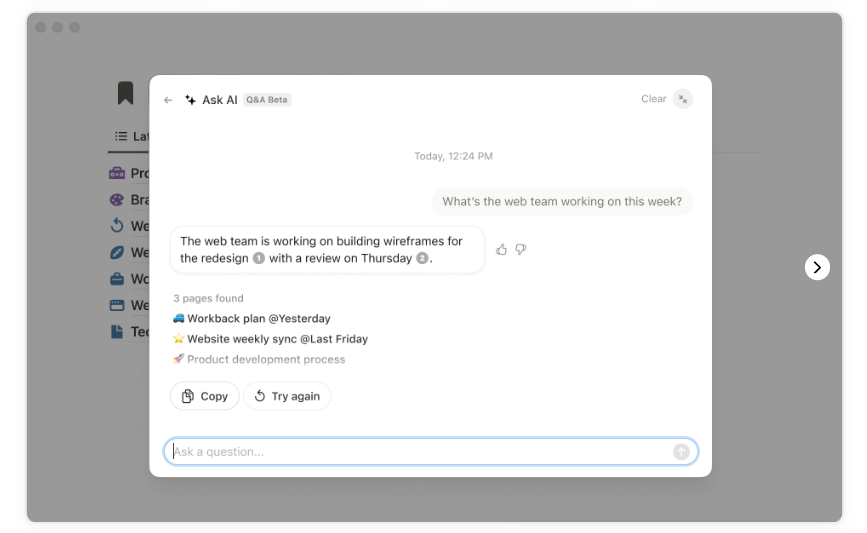 Ask AI Q&A Beta
Clear
Lat
Today, 12:24 PM
Pro
What's the web team working on this week?
Bra
We
The web team is working on building wireframes for
the redesign 1 with a review on Thursday 2.
We
Wo
3 pages found
We
🚙 Workback plan @Yesterday
Tec
⭐ Website weekly sync @Last Friday
🚀 Product development process
Copy
Try again
Ask a question...